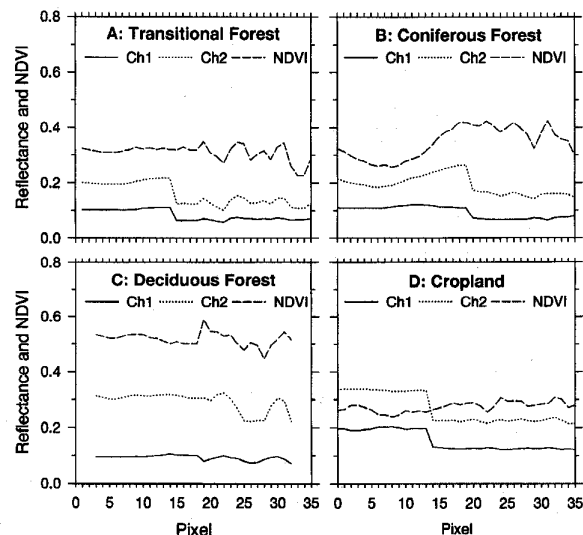 Reflectance and NDVI
0.8
0.6
0.4
0.2
0.0
A: Transitional Forest
Ch1 Ch2 NDVI
B: Coniferous Forest
Ch1 Ch2 NDVI
Reflectance and NDVI
0.8
0.6
0.4
0.2
0.0
C: Deciduous Forest
Ch1 Ch2 NDVI
D: Cropland
Ch1 Ch2 NDVI
0 5 10 15 20 25 30 35
0 5 10 15 20 25 30 35
Pixel
Pixel